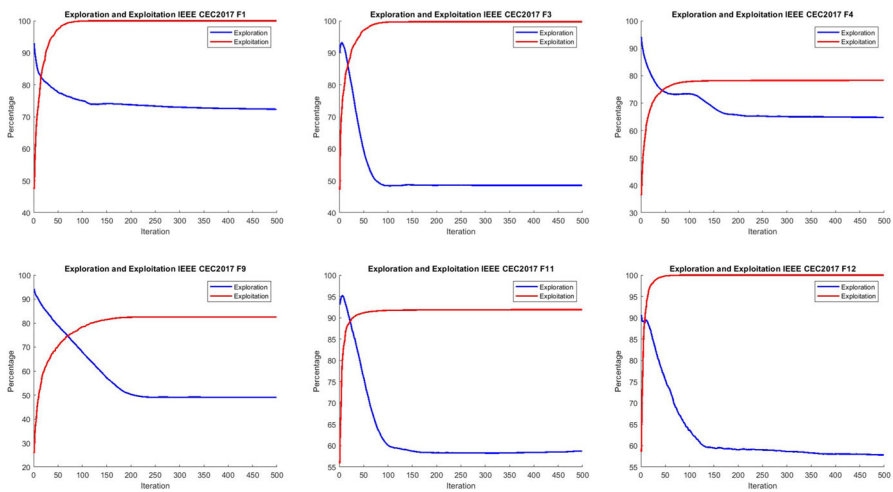 Exploration and Exploitation IEEE CEC2017 F1
100
90
80
70
60
50
40
Percentage
0 50 100 150 200 250 300 350 400 450 500
Iteration
Exploration
Exploitation
Exploration and Exploitation IEEE CEC2017 F3
100
90
80
70
60
50
40
Percentage
0 50 100 150 200 250 300 350 400 450 500
Iteration
Exploration
Exploitation
Exploration and Exploitation IEEE CEC2017 F4
100
90
80
70
60
50
40
30
Percentage
0 50 100 150 200 250 300 350 400 450 500
Iteration
Exploration
Exploitation
Exploration and Exploitation IEEE CEC2017 F9
100
90
80
70
60
50
40
30
20
Percentage
0 50 100 150 200 250 300 350 400 450 500
Iteration
Exploration
Exploitation
Exploration and Exploitation IEEE CEC2017 F11
100
95
90
85
80
75
70
65
60
55
Percentage
0 50 100 150 200 250 300 350 400 450 500
Iteration
Exploration
Exploitation
Exploration and Exploitation IEEE CEC2017 F12
100
95
90
85
80
75
70
65
60
55
Percentage
0 50 100 150 200 250 300 350 400 450 500
Iteration
Exploration
Exploitation